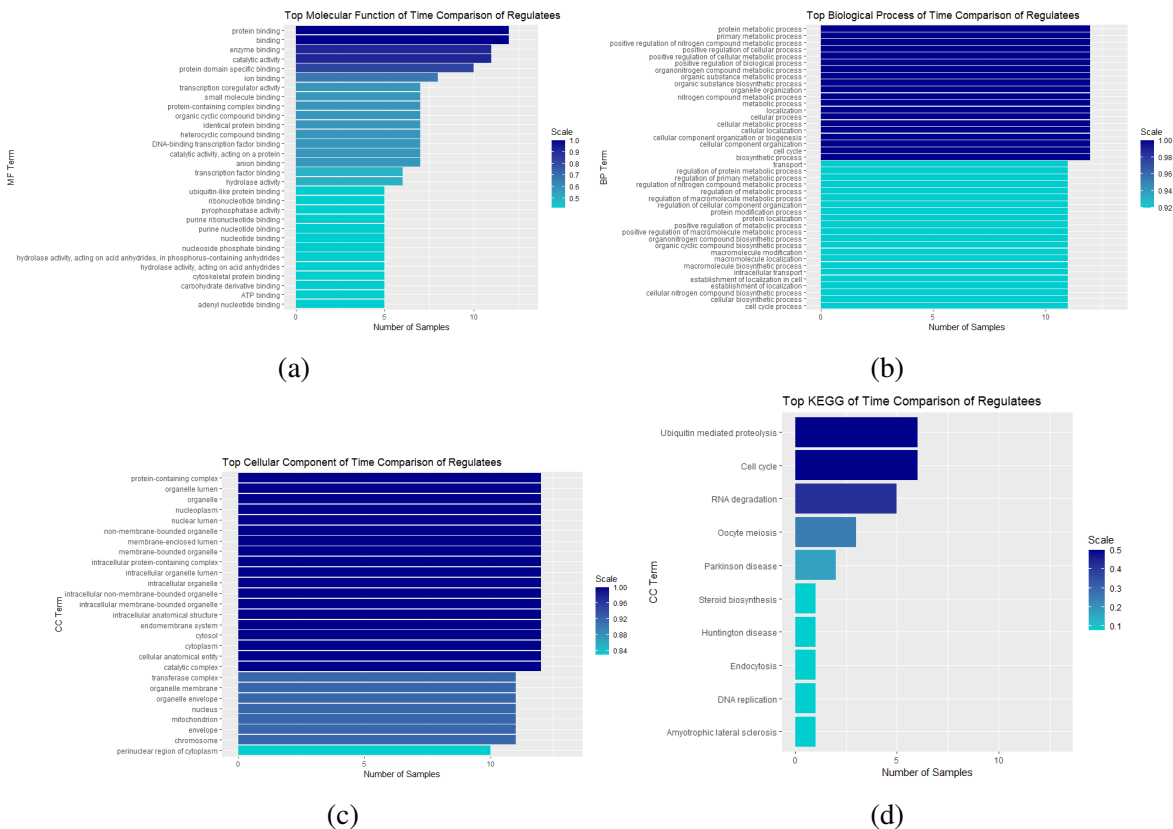 Top Molecular Function of Time Comparison of Regulatees
protein binding
binding
enzyme binding
catalytic activity
protein domain specific binding
ion binding
transcription coregulator activity
small molecule binding
protein-containing complex binding
organic cyclic compound binding
identical protein binding
heterocyclic compound binding
DNA-binding transcription factor binding
catalytic activity, acting on a protein
anion binding
transcription factor binding
hydrolase activity
ubiquitin-like protein binding
ribonucleotide binding
pyrophosphatase activity
purine ribonucleotide binding
purine nucleotide binding
nucleotide binding
nucleoside phosphate binding
hydrolase activity, acting on acid anhydrides, in phosphorus-containing anhydrides
hydrolase activity, acting on acid anhydrides
cytoskeletal protein binding
carbohydrate derivative binding
ATP binding
adenyl nucleotide binding
MF Term
0 5 10
Number of Samples
Scale
1.0
0.9
0.8
0.7
0.6
0.5
(a)
Top Biological Process of Time Comparison of Regulatees
protein metabolic process
primary metabolic process
positive regulation of nitrogen compound metabolic process
positive regulation of cellular process
positive regulation of cellular metabolic process
positive regulation of biological process
organonitrogen compound metabolic process
organic substance metabolic process
organic substance biosynthetic process
organelle organization
nitrogen compound metabolic process
metabolic process
localization
cellular process
cellular metabolic process
cellular localization
cellular component organization or biogenesis
cellular component organization
cell cycle
biosynthetic process
transport
regulation of protein metabolic process
regulation of primary metabolic process
regulation of nitrogen compound metabolic process
regulation of metabolic process
regulation of macromolecule metabolic process
regulation of cellular component organization
protein modification process
protein localization
positive regulation of metabolic process
positive regulation of macromolecule metabolic process
organonitrogen compound biosynthetic process
organic cyclic compound biosynthetic process
macromolecule modification
macromolecule localization
macromolecule biosynthetic process
intracellular transport
establishment of localization in cell
establishment of localization
cellular nitrogen compound biosynthetic process
cellular biosynthetic process
cell cycle process
BP Term
0 5 10
Number of Samples
Scale
1.00
0.98
0.96
0.94
0.92
(b)
Top Cellular Component of Time Comparison of Regulatees
protein-containing complex
organelle lumen
organelle
nucleoplasm
nuclear lumen
non-membrane-bounded organelle
membrane-enclosed lumen
membrane-bounded organelle
intracellular protein-containing complex
intracellular organelle lumen
intracellular organelle
intracellular non-membrane-bounded organelle
intracellular membrane-bounded organelle
intracellular anatomical structure
endomembrane system
cytosol
cytoplasm
cellular anatomical entity
catalytic complex
transferase complex
organelle membrane
organelle envelope
nucleus
mitochondrion
envelope
chromosome
perinuclear region of cytoplasm
CC Term
0 5 10
Number of Samples
Scale
1.00
0.96
0.92
0.88
0.84
(c)
Top KEGG of Time Comparison of Regulatees
Ubiquitin mediated proteolysis
Cell cycle
RNA degradation
Oocyte meiosis
Parkinson disease
Steroid biosynthesis
Huntington disease
Endocytosis
DNA replication
Amyotrophic lateral sclerosis
CC Term
0 5 10
Number of Samples
Scale
0.5
0.4
0.3
0.2
0.1
(d)